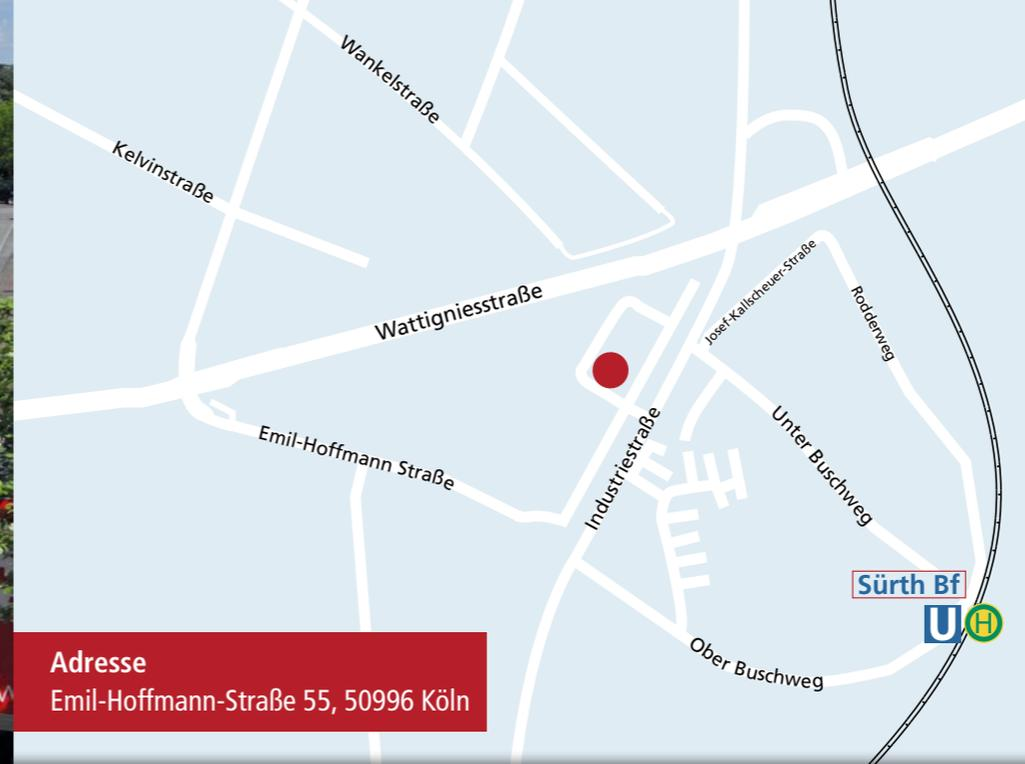 Wankelstraße
Kelvinstraße
Josef-Kallscheuer-Straße
Rodderweg
Wattigniesstraße
Unter Buschweg
Emil-Hoffmann Straße
Industriestraße
Sürth Bf
U H
Ober Buschweg
Adresse
Emil-Hoffmann-Straße 55, 50996 Köln